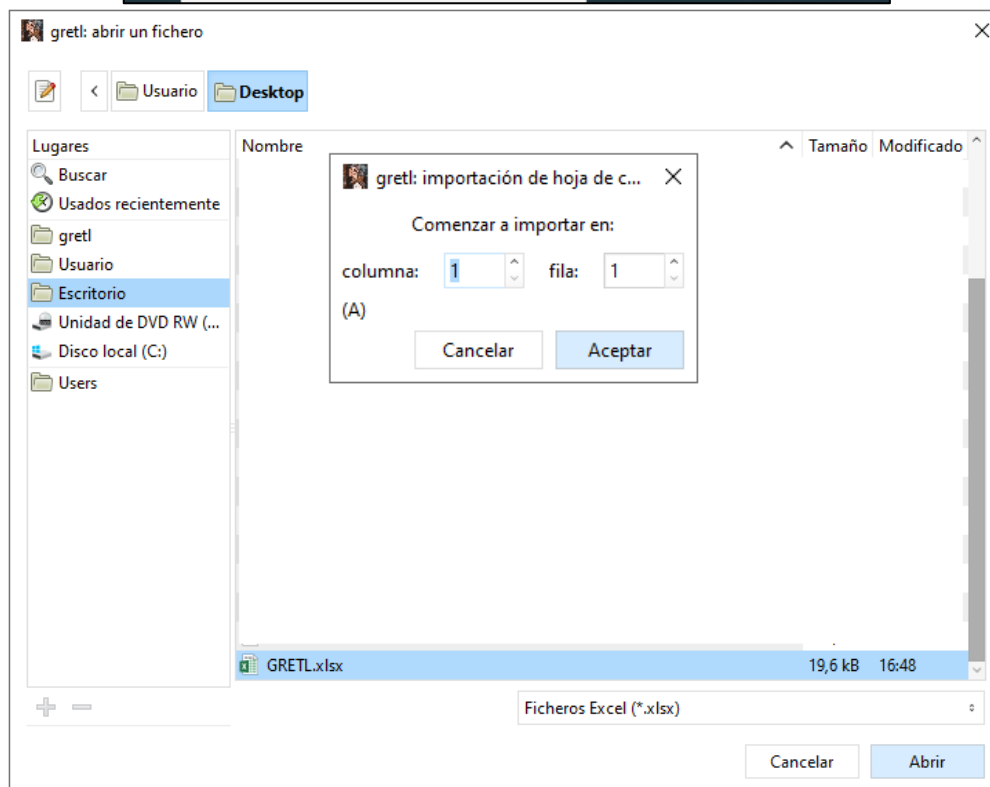 gretl: abrir un fichero
Usuario
Desktop
Lugares
Nombre
Tamaño
Modificado
Buscar
Usados recientemente
gretl
Usuario
Escritorio
Unidad de DVD RW (...
Disco local (C:)
Users
gretl: importación de hoja de c...
Comenzar a importar en:
columna: 1 fila: 1
(A)
Cancelar Aceptar
GRETL.xlsx 19,6 kB 16:48
Ficheros Excel (*.xlsx)
Cancelar Abrir